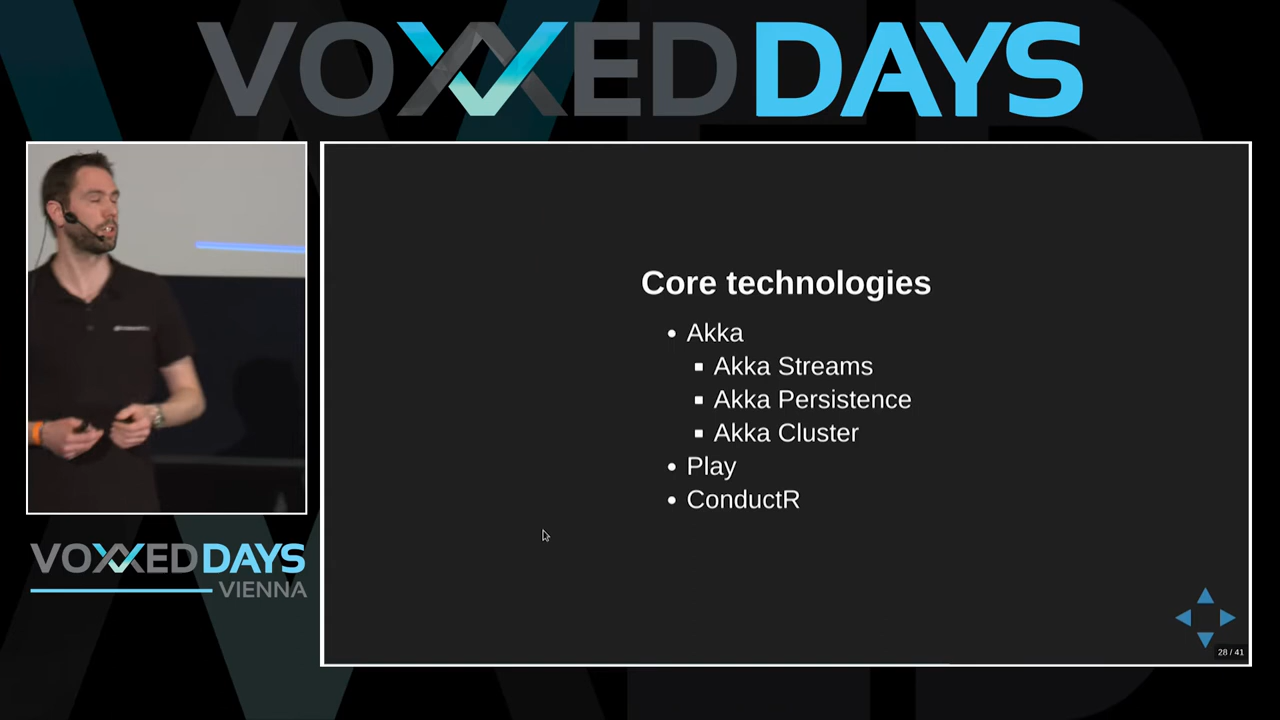 VOXXED DAYS
Core technologies
• Akka
▪ Akka Streams
▪ Akka Persistence
▪ Akka Cluster
• Play
• ConductR
VOXXED DAYS
VIENNA
28 / 41